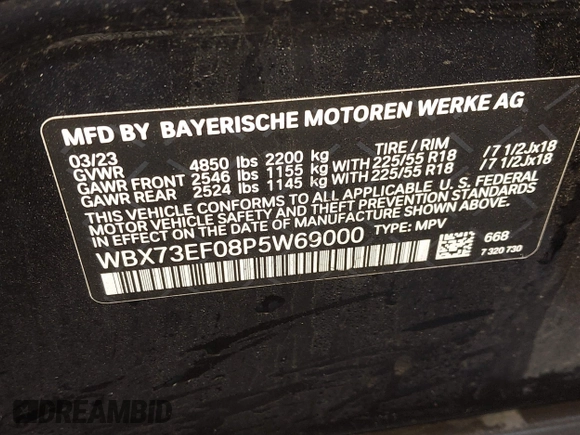 MFD BY BAYERISCHE MOTOREN WERKE AG
03/23 TIRE / RIM
GVWR 4850 lbs 2200 kg
GAWR FRONT 2546 lbs 1155 kg WITH 225/55 R18 / 7 1/2Jx18
GAWR REAR 2524 lbs 1145 kg WITH 225/55 R18 / 7 1/2Jx18
THIS VEHICLE CONFORMS TO ALL APPLICABLE U. S. FEDERAL
MOTOR VEHICLE SAFETY AND THEFT PREVENTION STANDARDS
IN EFFECT ON THE DATE OF MANUFACTURE SHOWN ABOVE.
WBX73EF08P5W69000 TYPE: MPV
668
7 320 730
DREAMBID